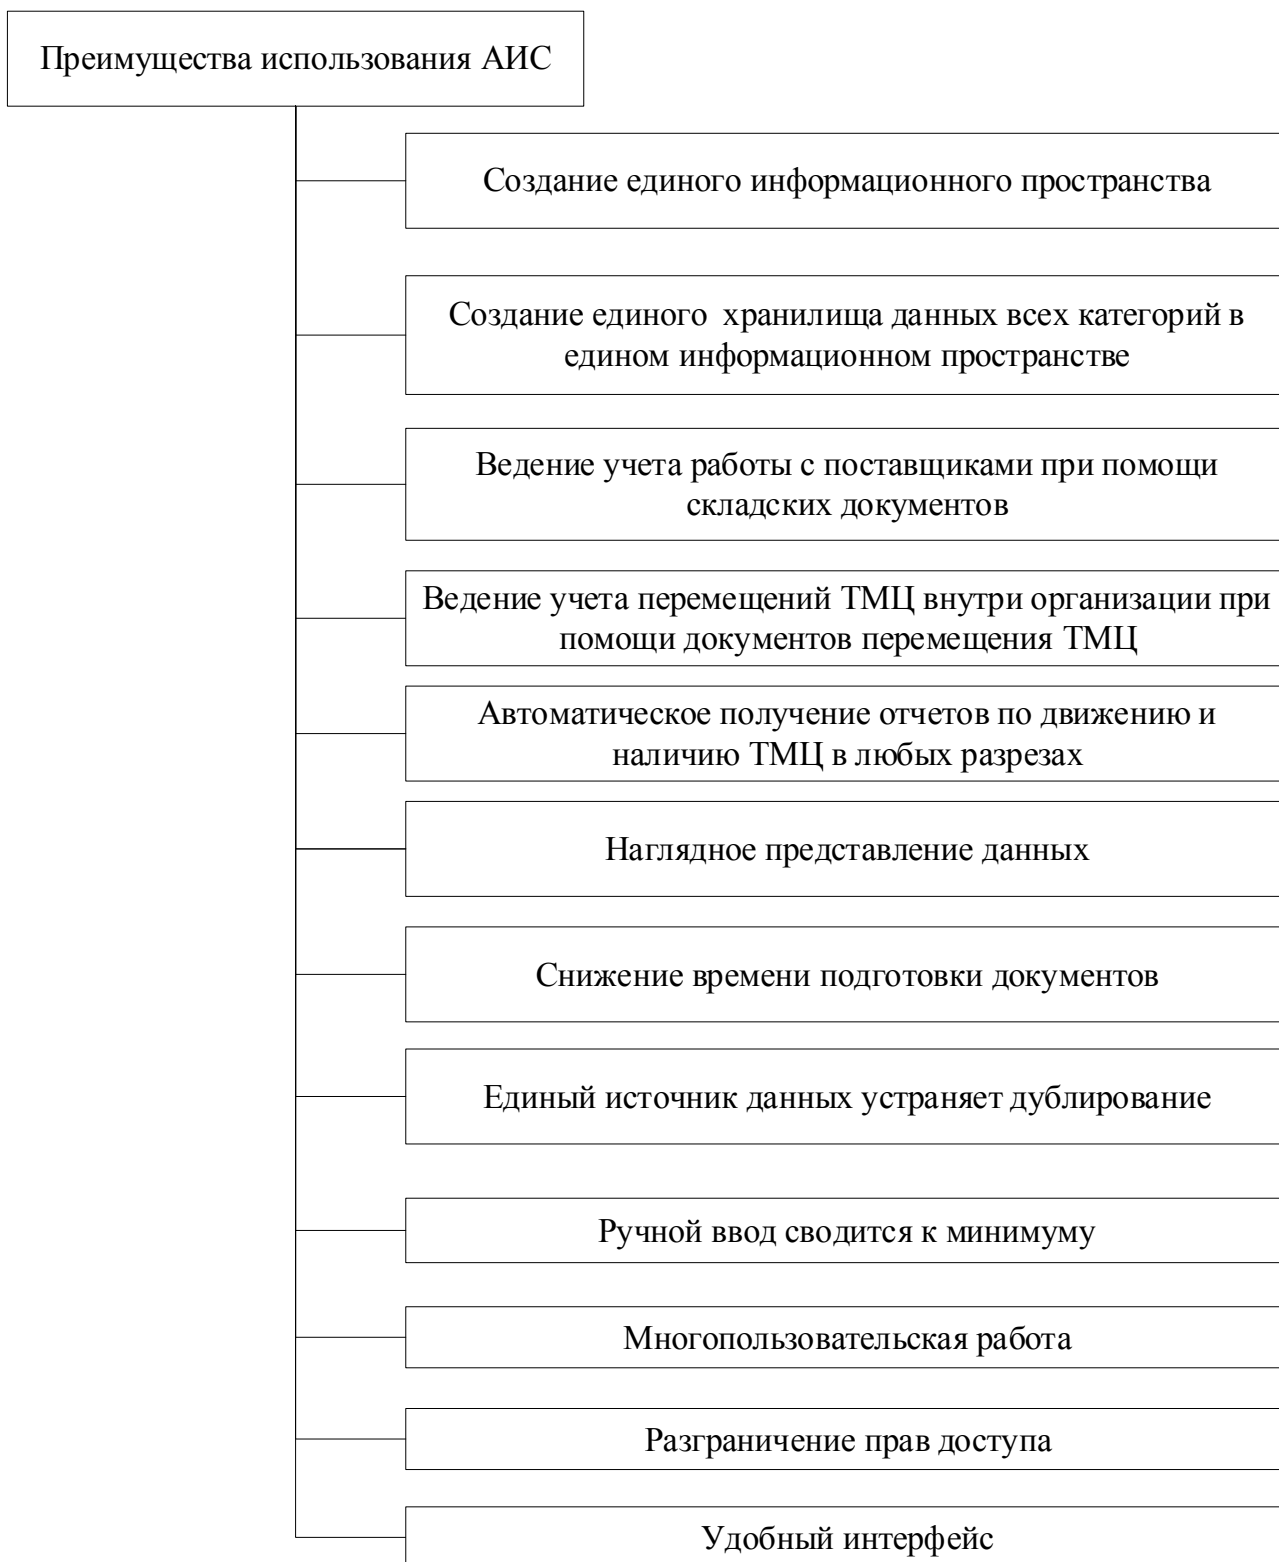 Преимущества использования АИС
Создание единого информационного пространства
Создание единого хранилища данных всех категорий в
едином информационном пространстве
Ведение учета работы с поставщиками при помощи
складских документов
Ведение учета перемещений ТМЦ внутри организации при
помощи документов перемещения ТМЦ
Автоматическое получение отчетов по движению и
наличию ТМЦ в любых разрезах
Наглядное представление данных
Снижение времени подготовки документов
Единый источник данных устраняет дублирование
Ручной ввод сводится к минимуму
Многопользовательская работа
Разграничение прав доступа
Удобный интерфейс